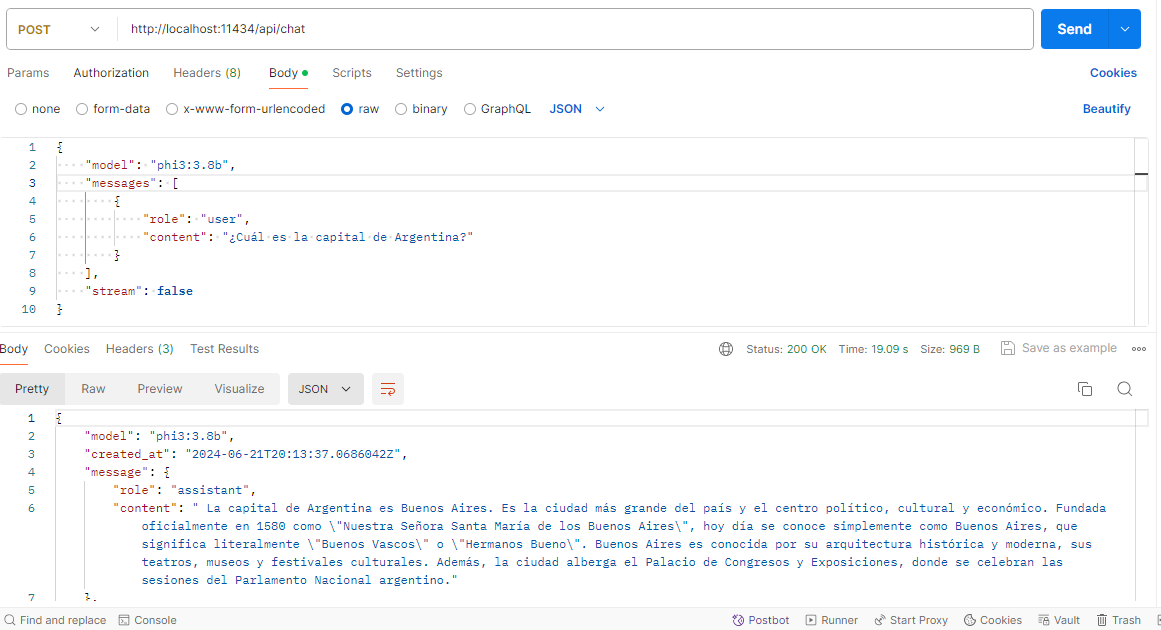 POST http://localhost:11434/api/chat Send
Params Authorization Headers (8) Body Scripts Settings Cookies
none form-data x-www-form-urlencoded raw binary GraphQL JSON Beautify
1 {
2 "model": "phi3:3.8b",
3 "messages": [
4 {
5 "role": "user",
6 "content": "¿Cuál es la capital de Argentina?"
7 }
8 ],
9 "stream": false
10 }
Body Cookies Headers (3) Test Results Status: 200 OK Time: 19.09 s Size: 969 B Save as example
Pretty Raw Preview Visualize JSON
1 {
2 "model": "phi3:3.8b",
3 "created_at": "2024-06-21T20:13:37.0686042Z",
4 "message": {
5 "role": "assistant",
6 "content": " La capital de Argentina es Buenos Aires. Es la ciudad más grande del país y el centro político, cultural y económico. Fundada
oficialmente en 1580 como \"Nuestra Señora Santa María de los Buenos Aires\", hoy día se conoce simplemente como Buenos Aires, que
significa literalmente \"Buenos Vascos\" o \"Hermanos Bueno\". Buenos Aires es conocida por su arquitectura histórica y moderna, sus
teatros, museos y festivales culturales. Además, la ciudad alberga el Palacio de Congresos y Exposiciones, donde se celebran las
sesiones del Parlamento Nacional argentino."
7 },
Find and replace Console Postbot Runner Start Proxy Cookies Vault Trash